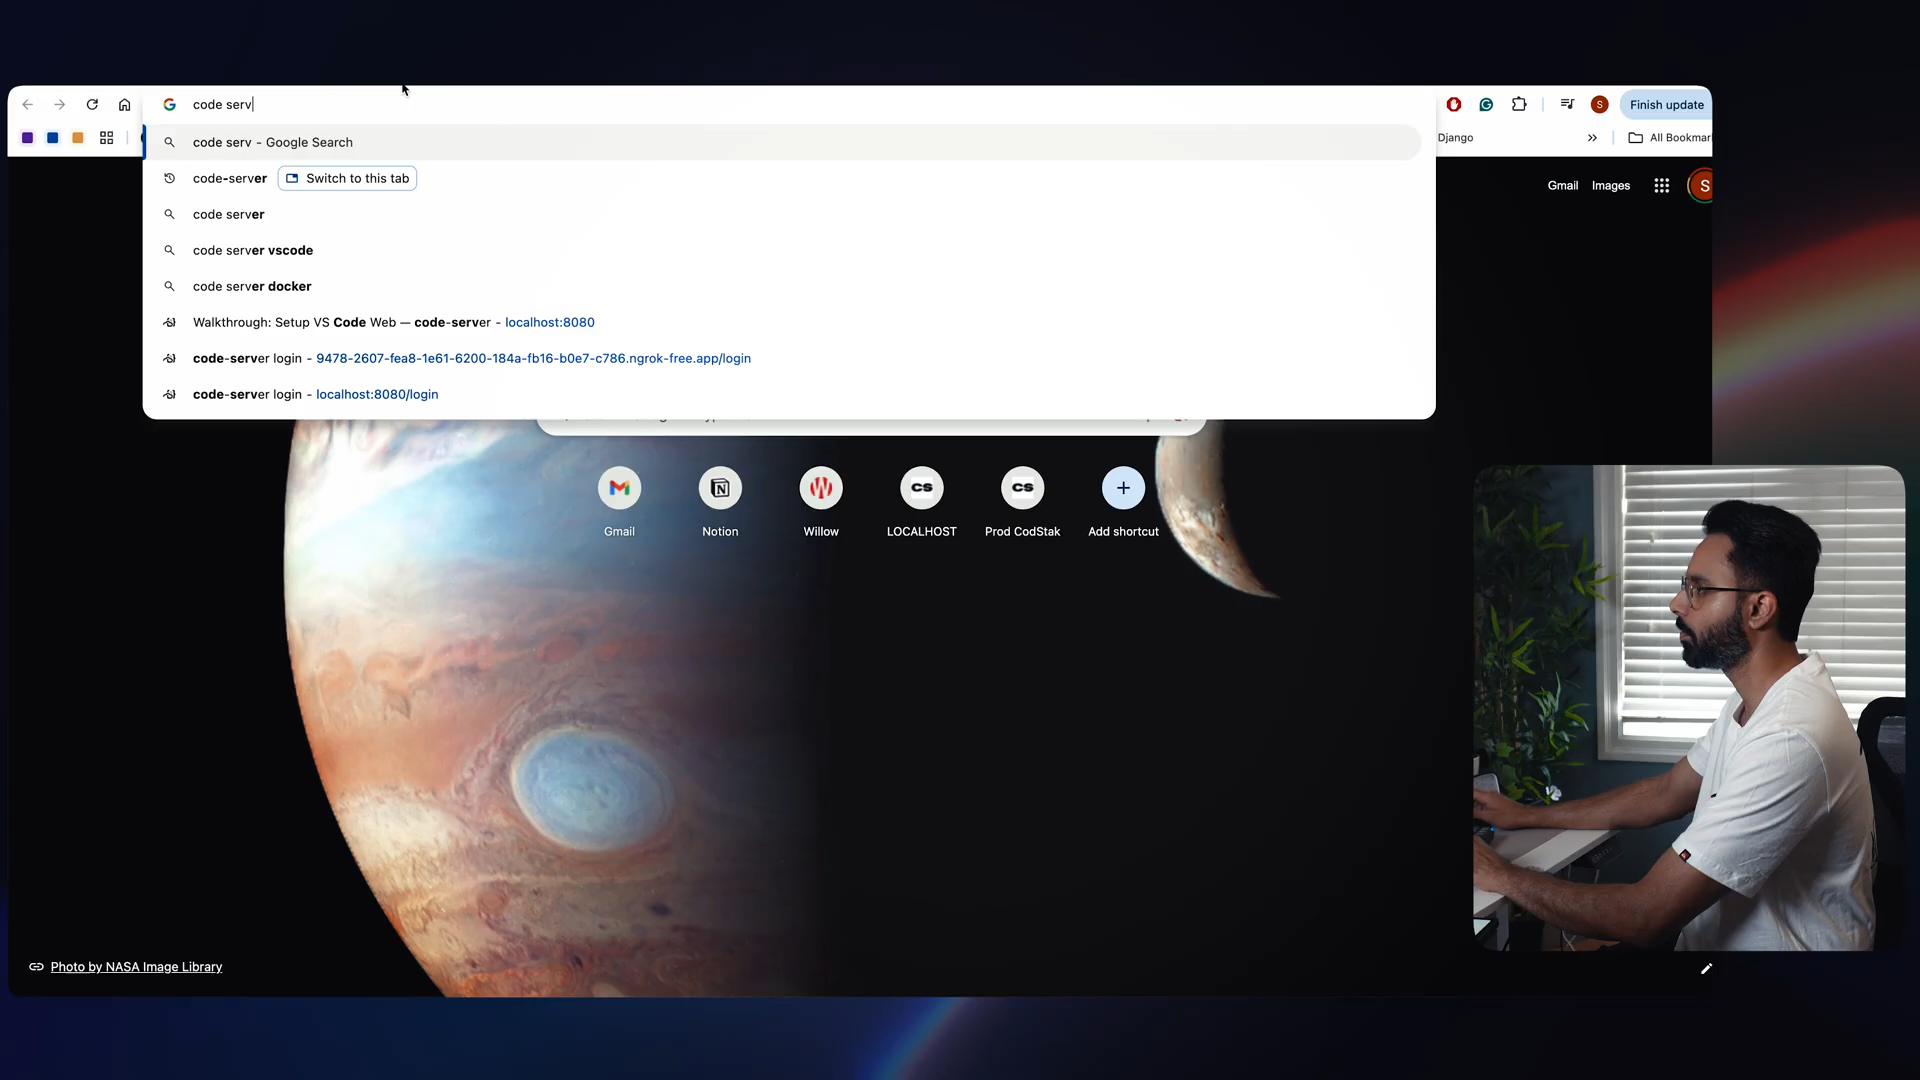 code serv
Finish update
code serv - Google Search
Django
All Bookmar
code-server Switch to this tab
Gmail Images
S
code server
code server vscode
code server docker
Walkthrough: Setup VS Code Web — code-server - localhost:8080
code-server login - 9478-2607-fea8-1e61-6200-184a-fb16-b0e7-c786.ngrok-free.app/login
code-server login - localhost:8080/login
CS
CS
Gmail
Notion
Willow
LOCALHOST
Prod CodStak
Add shortcut
Photo by NASA Image Library